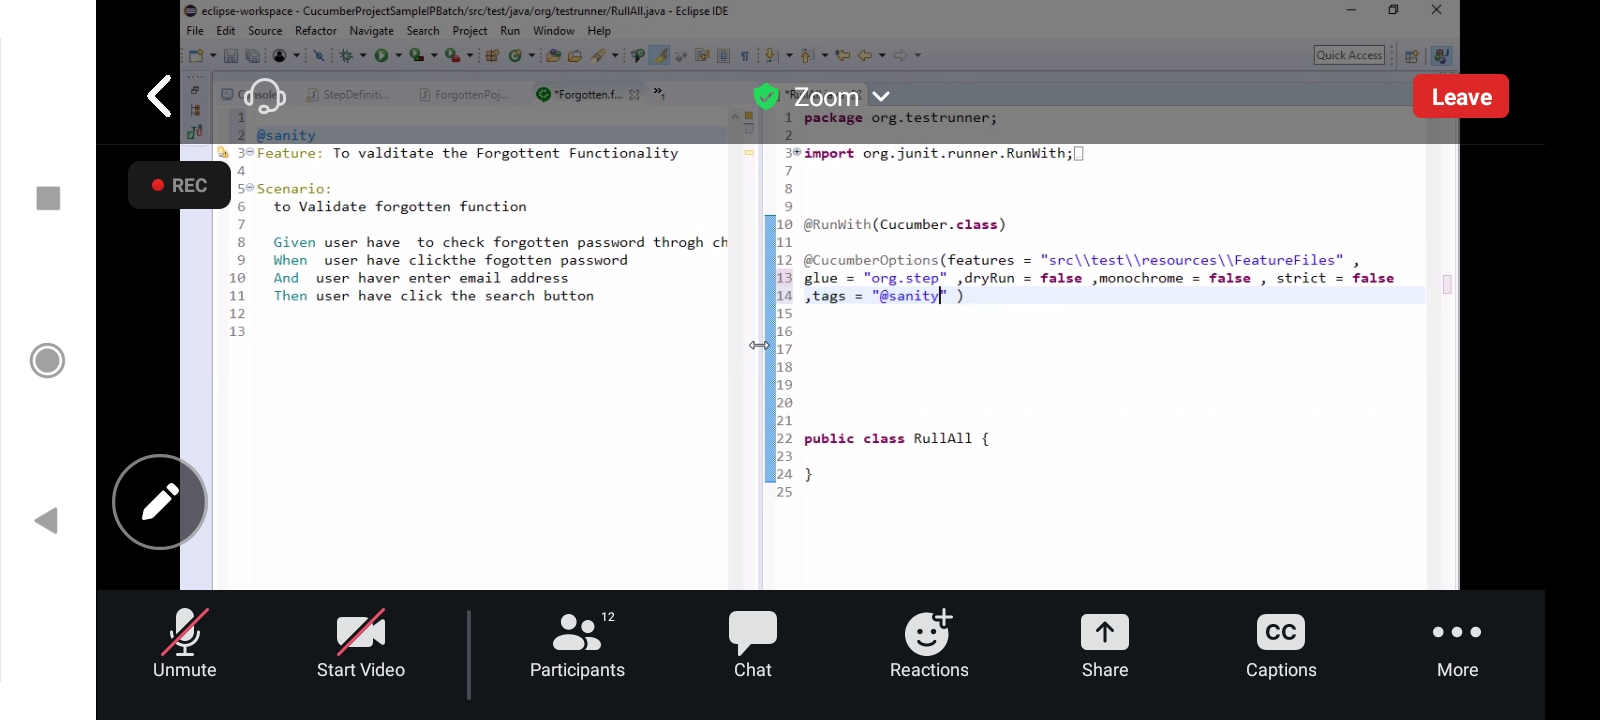 eclipse-workspace - CucumberProjectSampleIPBatch/src/test/java/org/testrunner/RullAll.java - Eclipse IDE
File Edit Source Refactor Navigate Search Project Run Window Help
Quick Access
StepDefiniti... ForgottenPoj... *Forgotten.f... »1
Zoom
Leave
REC
1
2 @sanity
3 Feature: To valditate the Forgottent Functionality
4
5 Scenario:
6 to Validate forgotten function
7
8 Given user have to check forgotten password throgh ch
9 When user have clickthe fogotten password
10 And user haver enter email address
11 Then user have click the search button
12
13
1 package org.testrunner;
2
3 import org.junit.runner.RunWith;
7
8
9
10 @RunWith(Cucumber.class)
11
12 @CucumberOptions(features = "src\\test\\resources\\FeatureFiles" ,
13 glue = "org.step" ,dryRun = false ,monochrome = false , strict = false
14 ,tags = "@sanity" )
15
16
17
18
19
20
21
22 public class RullAll {
23
24 }
25
Unmute
Start Video
12
Participants
Chat
Reactions
Share
CC
Captions
More